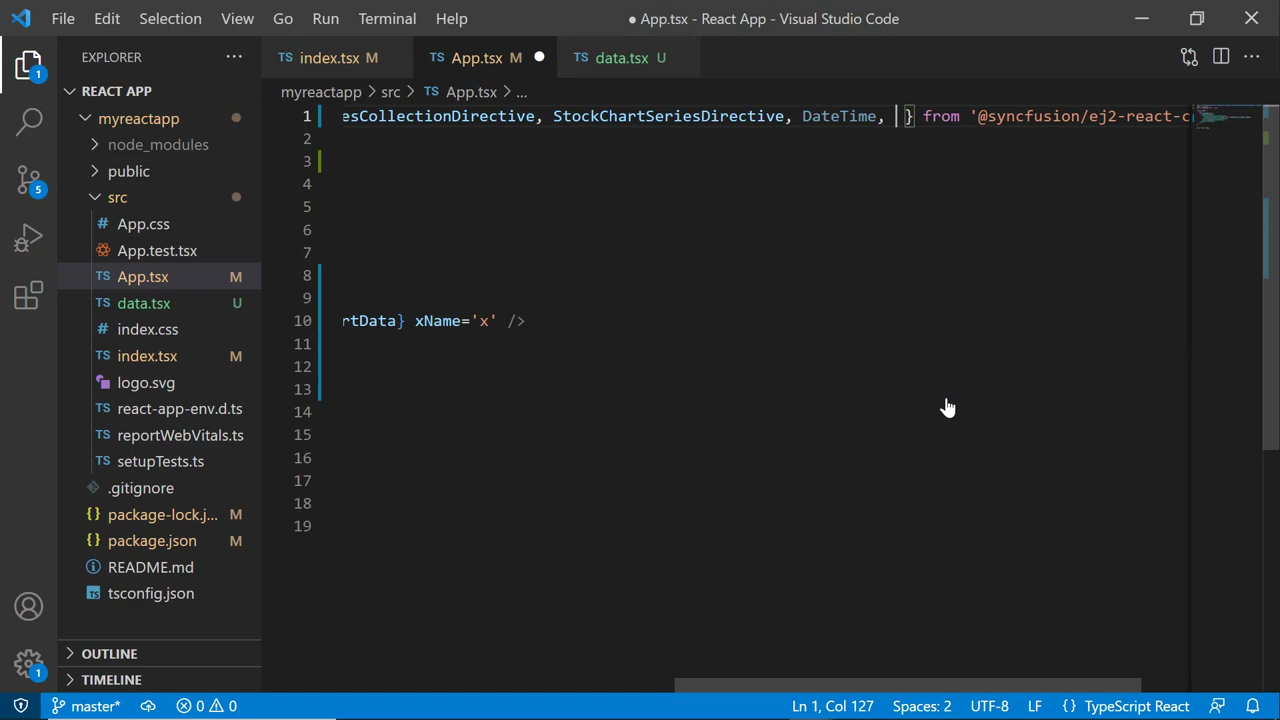 File Edit Selection View Go Run Terminal Help
● App.tsx - React App - Visual Studio Code
EXPLORER
TS index.tsx M
TS App.tsx M
TS data.tsx U
REACT APP
myreactapp > src > TS App.tsx > ...
myreactapp
node_modules
public
src
# App.css
App.test.tsx
TS App.tsx M
TS data.tsx U
# index.css
TS index.tsx M
logo.svg
TS react-app-env.d.ts
TS reportWebVitals.ts
TS setupTests.ts
.gitignore
{} package-lock.j... M
{} package.json M
README.md
tsconfig.json
OUTLINE
TIMELINE
1
5
1
1 esCollectionDirective, StockChartSeriesDirective, DateTime, } from '@syncfusion/ej2-react-c
2
3
4
5
6
7
8
9
10 rtData} xName='x' />
11
12
13
14
15
16
17
18
19
master* 0 0
Ln 1, Col 127 Spaces: 2 UTF-8 LF {} TypeScript React